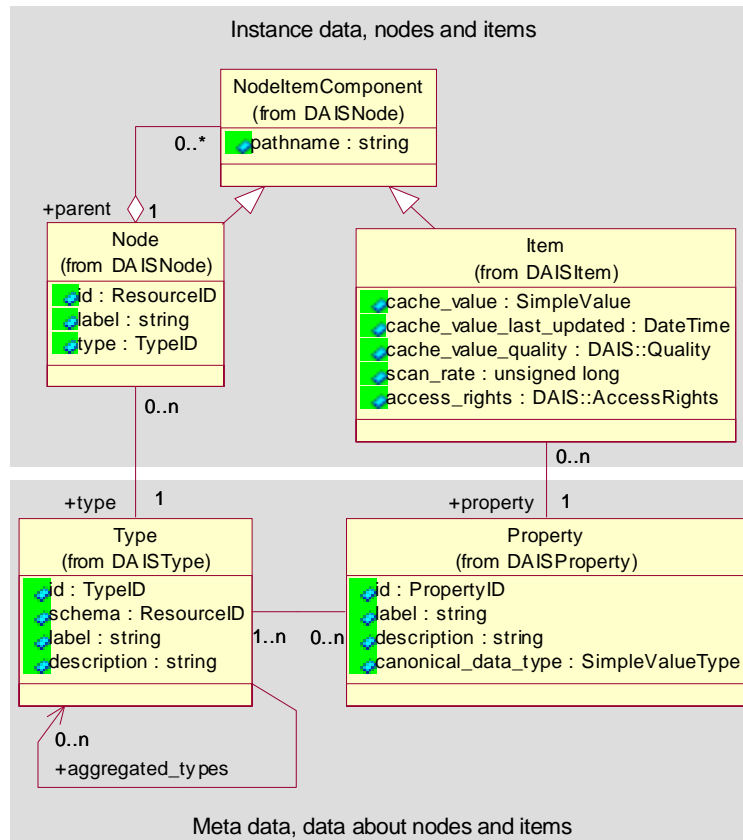 Instance data, nodes and items
NodeItemComponent
(from DAISNode)
pathname : string
0..*
+parent
1
Node
(from DAISNode)
id : ResourceID
label : string
type : TypeID
Item
(from DAISItem)
cache_value : SimpleValue
cache_value_last_updated : DateTime
cache_value_quality : DAIS::Quality
scan_rate : unsigned long
access_rights : DAIS::AccessRights
0..n
0..n
+type
1
+property
1
Type
(from DAISType)
id : TypeID
schema : ResourceID
label : string
description : string
1..n
0..n
Property
(from DAISProperty)
id : PropertyID
label : string
description : string
canonical_data_type : SimpleValueType
0..n
+aggregated_types
Meta data, data about nodes and items